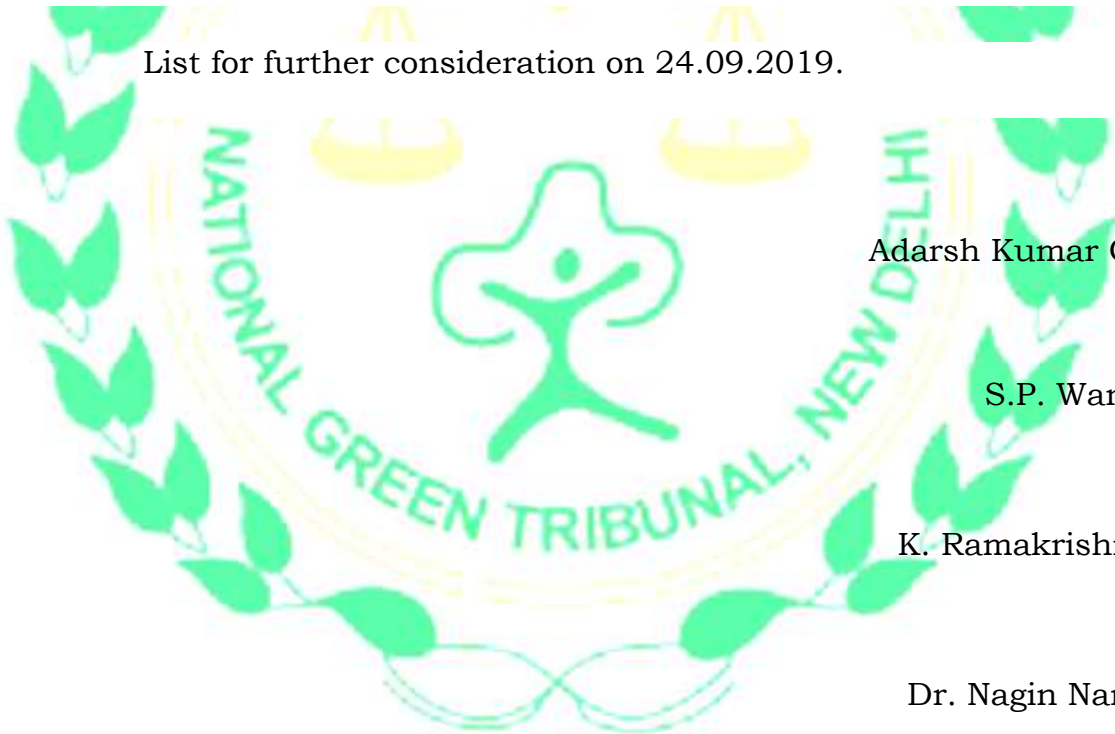 List for further consideration on 24.09.2019.
NATIONAL GREEN TRIBUNAL, NEW DELHI
Adarsh Kumar
S.P.
K.
Dr. Nagin